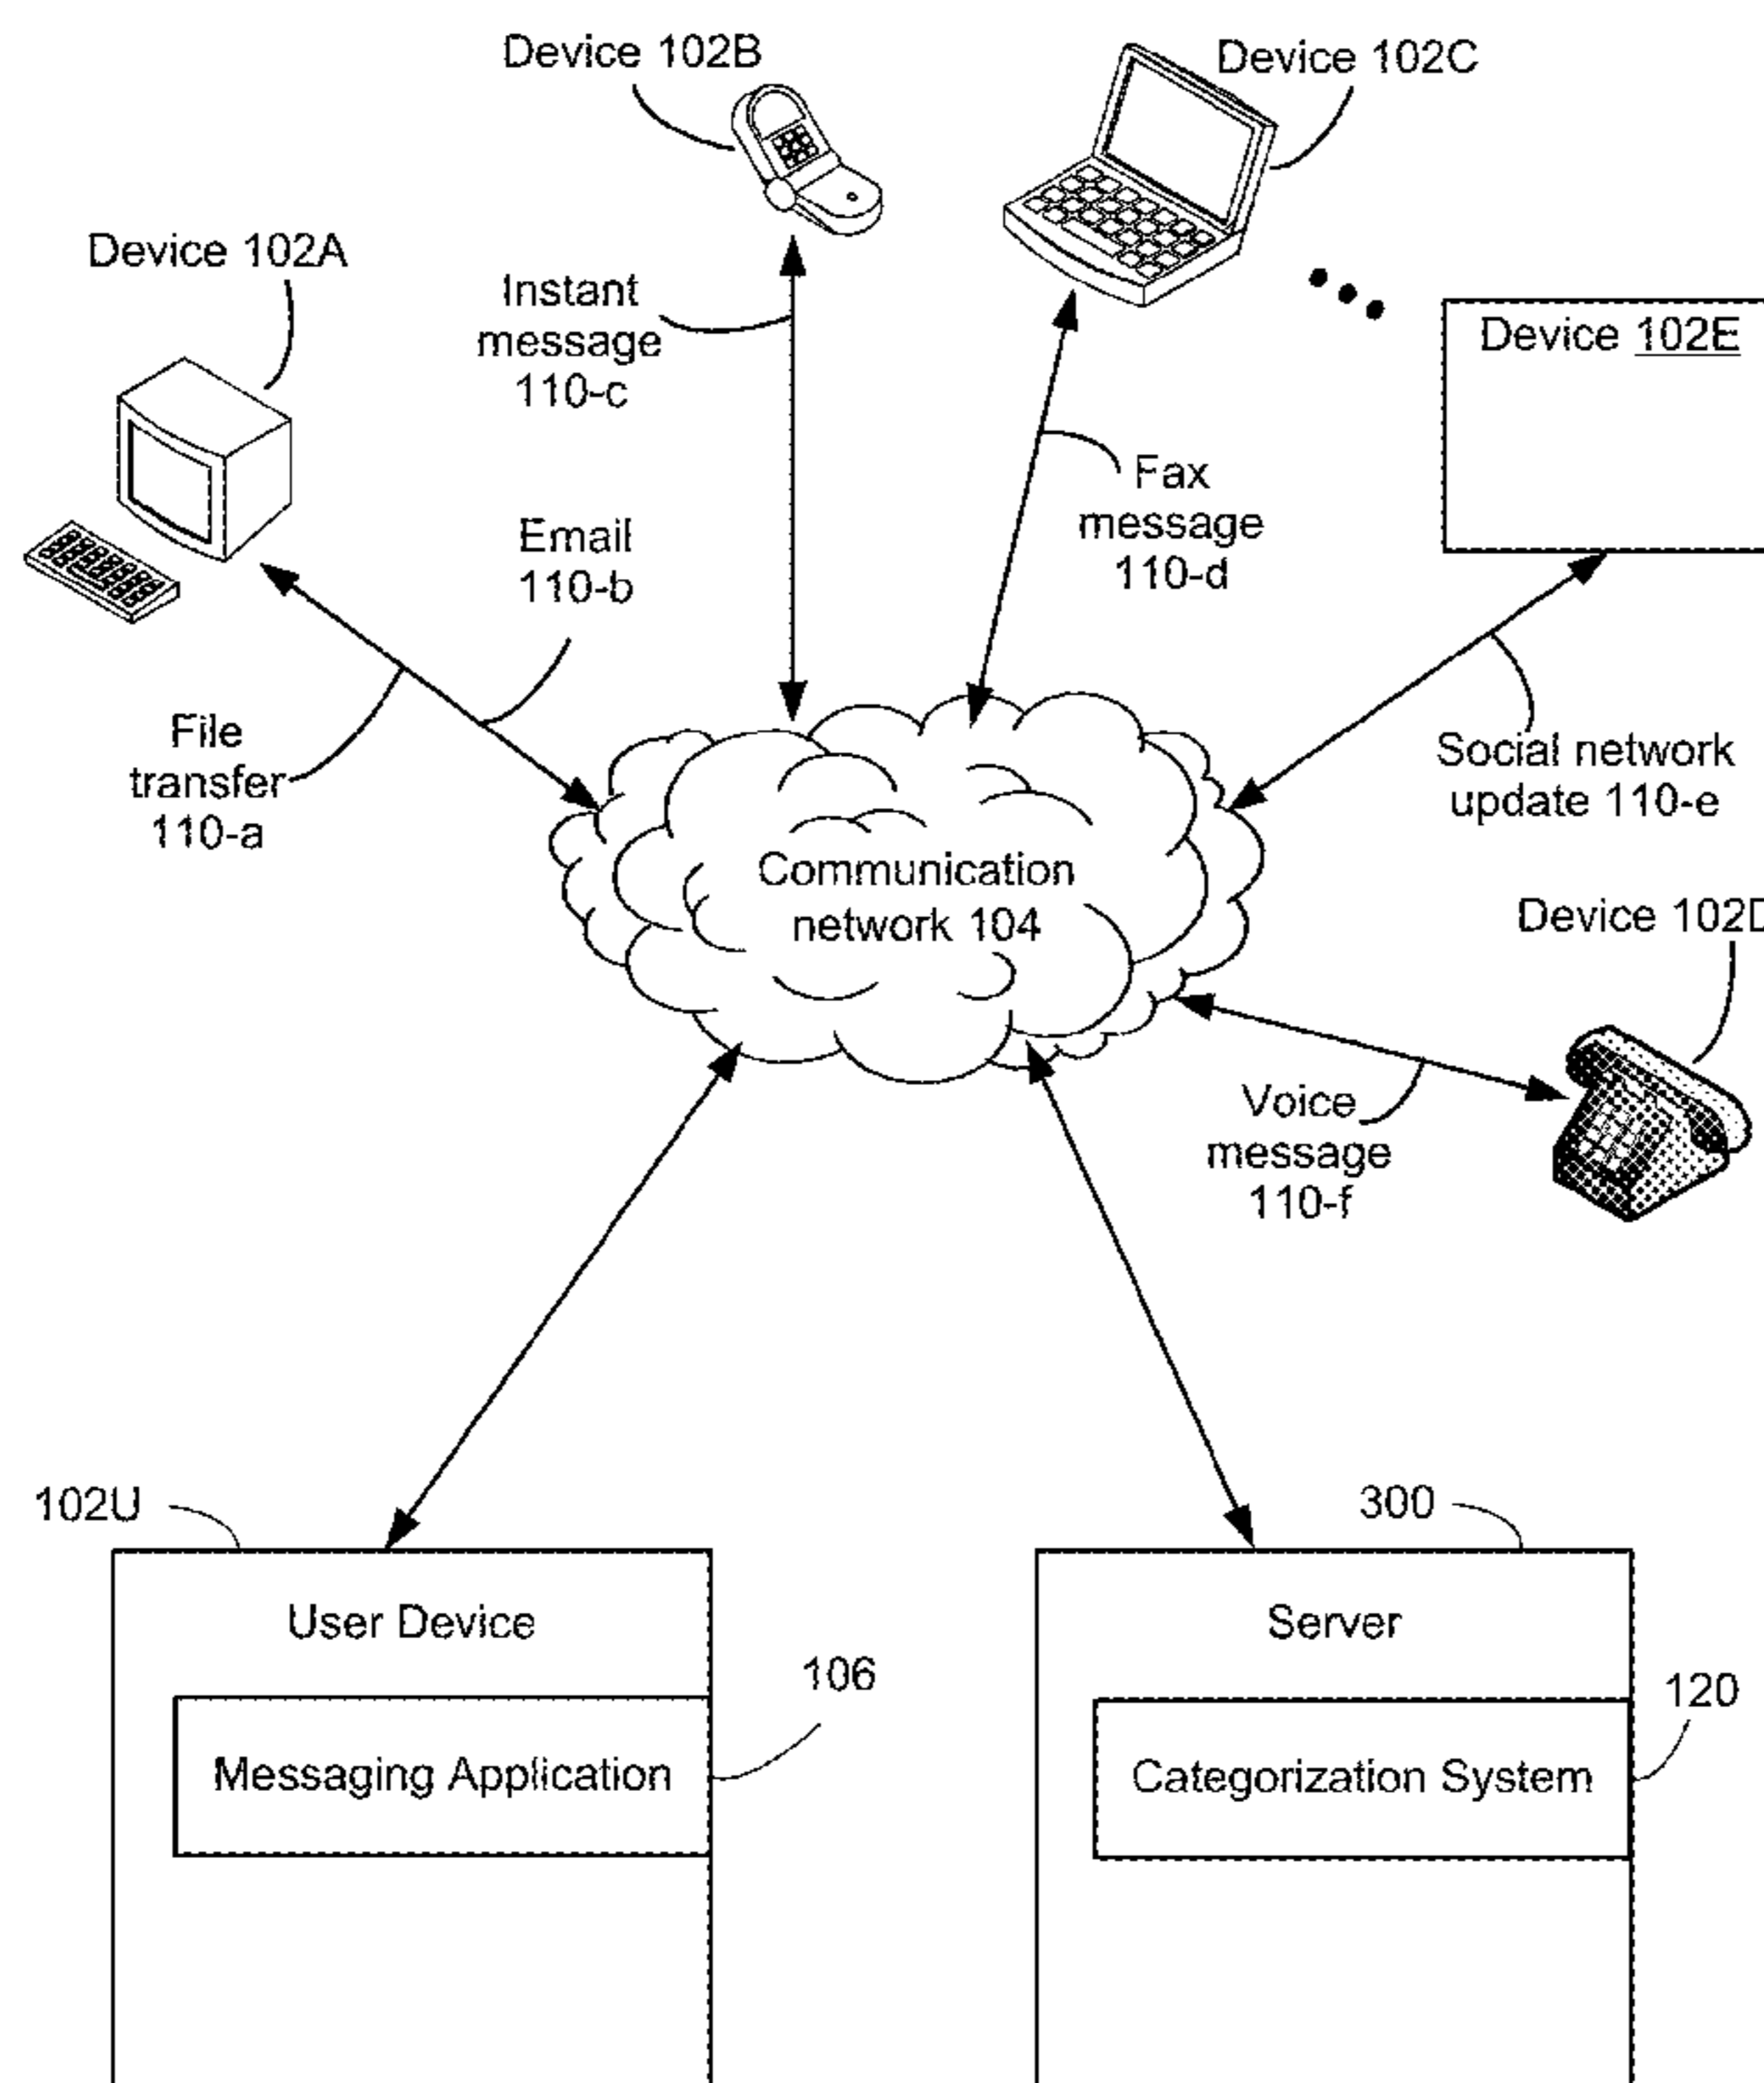 Device 102B
Device 102C
Device 102A
Instant
message
110-c
Device 102E
Fax
message
110-d
Email
110-b
File
transfer
110-a
Social network
update 110-e
Communication
network 104
Device 102D
Voice
message
110-f
102U
300
User Device
Server
106
120
Messaging Application
Categorization System